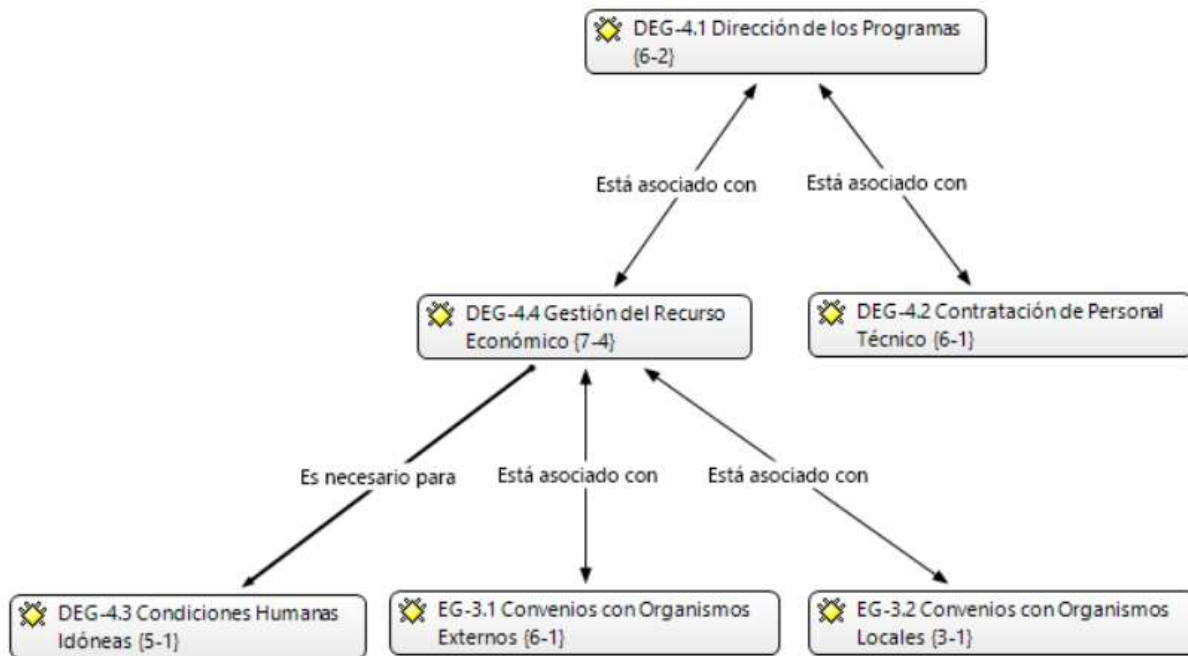 DEG-4.1 Dirección de los Programas
{6-2}
Está asociado con
Está asociado con
DEG-4.4 Gestión del Recurso
Económico {7-4}
DEG-4.2 Contratación de Personal
Técnico {6-1}
Es necesario para
Está asociado con
Está asociado con
DEG-4.3 Condiciones Humanas
Idóneas {5-1}
EG-3.1 Convenios con Organismos
Externos {6-1}
EG-3.2 Convenios con Organismos
Locales {3-1}